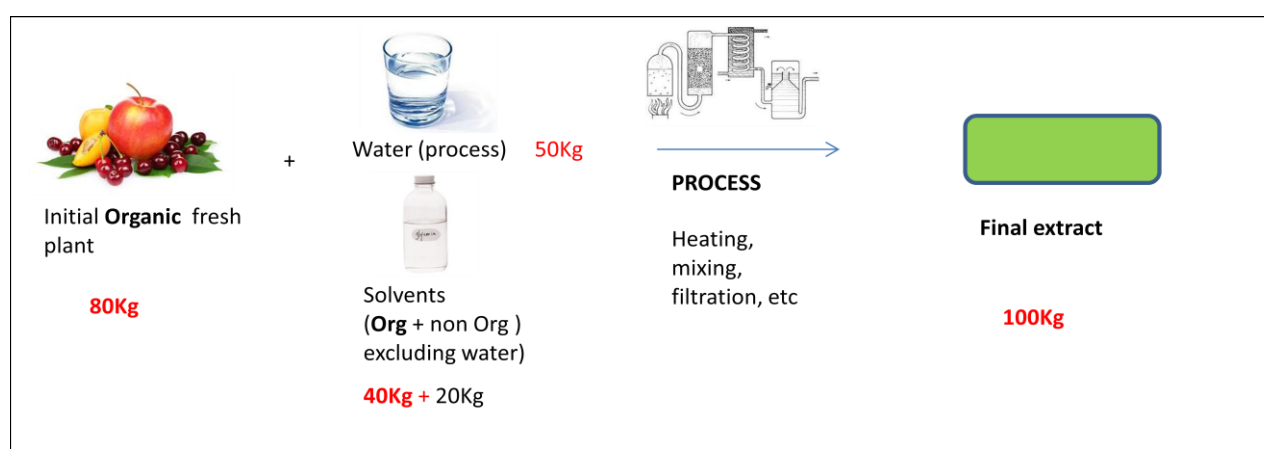 Initial Organic fresh
plant
80Kg
+
Water (process) 50Kg
Solvents
(Org + non Org )
excluding water)
40Kg + 20Kg
PROCESS
Heating,
mixing,
filtration, etc
Final extract
100Kg